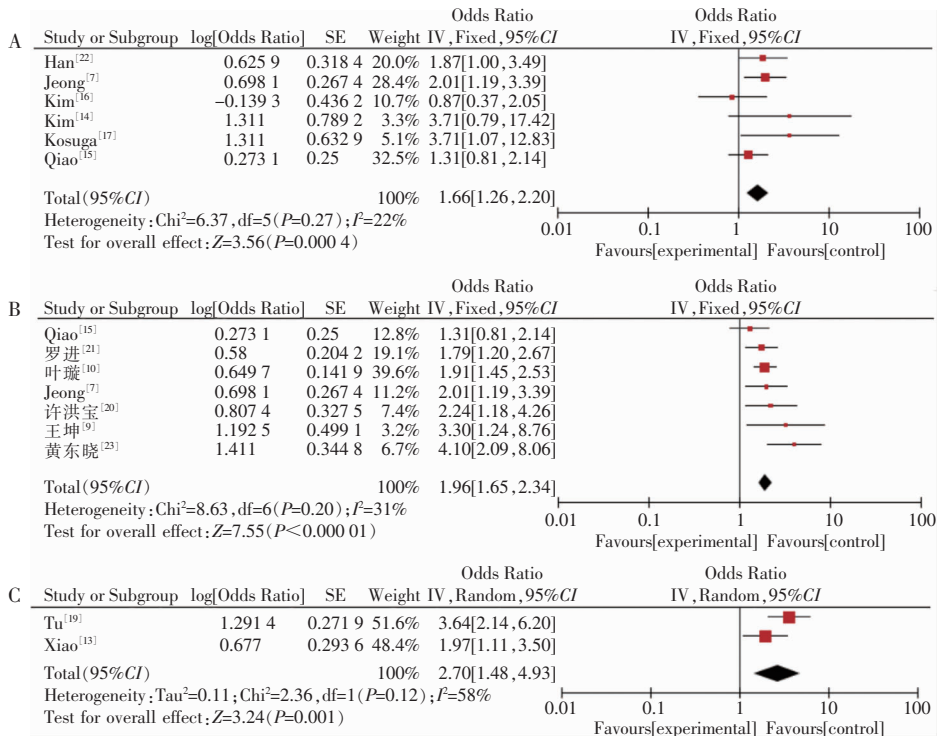 Odds Ratio Odds Ratio
A Study or Subgroup log[Odds Ratio] SE Weight IV,Fixed,95%CI IV,Fixed,95%CI
Han[22] 0.625 9 0.318 4 20.0% 1.87[1.00,3.49]
Jeong[7] 0.698 1 0.267 4 28.4% 2.01[1.19,3.39]
Kim[16] −0.139 3 0.436 2 10.7% 0.87[0.37,2.05]
Kim[14] 1.311 0.789 2 3.3% 3.71[0.79,17.42]
Kosuga[17] 1.311 0.632 9 5.1% 3.71[1.07,12.83]
Qiao[15] 0.273 1 0.25 32.5% 1.31[0.81,2.14]
Total(95%CI) 100% 1.66[1.26,2.20]
Heterogeneity:Chi²=6.37,df=5(P=0.27);I²=22%
Test for overall effect:Z=3.56(P=0.000 4)
0.01 0.1 1 10 100
Favours[experimental] Favours[control]
Odds Ratio Odds Ratio
B Study or Subgroup log[Odds Ratio] SE Weight IV,Fixed,95%CI IV,Fixed,95%CI
Qiao[15] 0.273 1 0.25 12.8% 1.31[0.81,2.14]
罗进[21] 0.58 0.204 2 19.1% 1.79[1.20,2.67]
叶璇[10] 0.649 7 0.141 9 39.6% 1.91[1.45,2.53]
Jeong[7] 0.698 1 0.267 4 11.2% 2.01[1.19,3.39]
许洪宝[20] 0.807 4 0.327 5 7.4% 2.24[1.18,4.26]
王坤[9] 1.192 5 0.499 1 3.2% 3.30[1.24,8.76]
黄东晓[23] 1.411 0.344 8 6.7% 4.10[2.09,8.06]
Total(95%CI) 100% 1.96[1.65,2.34]
Heterogeneity:Chi²=8.63,df=6(P=0.20);I²=31%
Test for overall effect:Z=7.55(P<0.000 01)
0.01 0.1 1 10 100
Favours[experimental] Favours[control]
Odds Ratio Odds Ratio
C Study or Subgroup log[Odds Ratio] SE Weight IV,Random,95%CI IV,Random,95%CI
Tu[19] 1.291 4 0.271 9 51.6% 3.64[2.14,6.20]
Xiao[13] 0.677 0.293 6 48.4% 1.97[1.11,3.50]
Total(95%CI) 100% 2.70[1.48,4.93]
Heterogeneity:Tau²=0.11;Chi²=2.36,df=1(P=0.12);I²=58%
Test for overall effect:Z=3.24(P=0.001)
0.01 0.1 1 10 100
Favours[experimental] Favours[control]